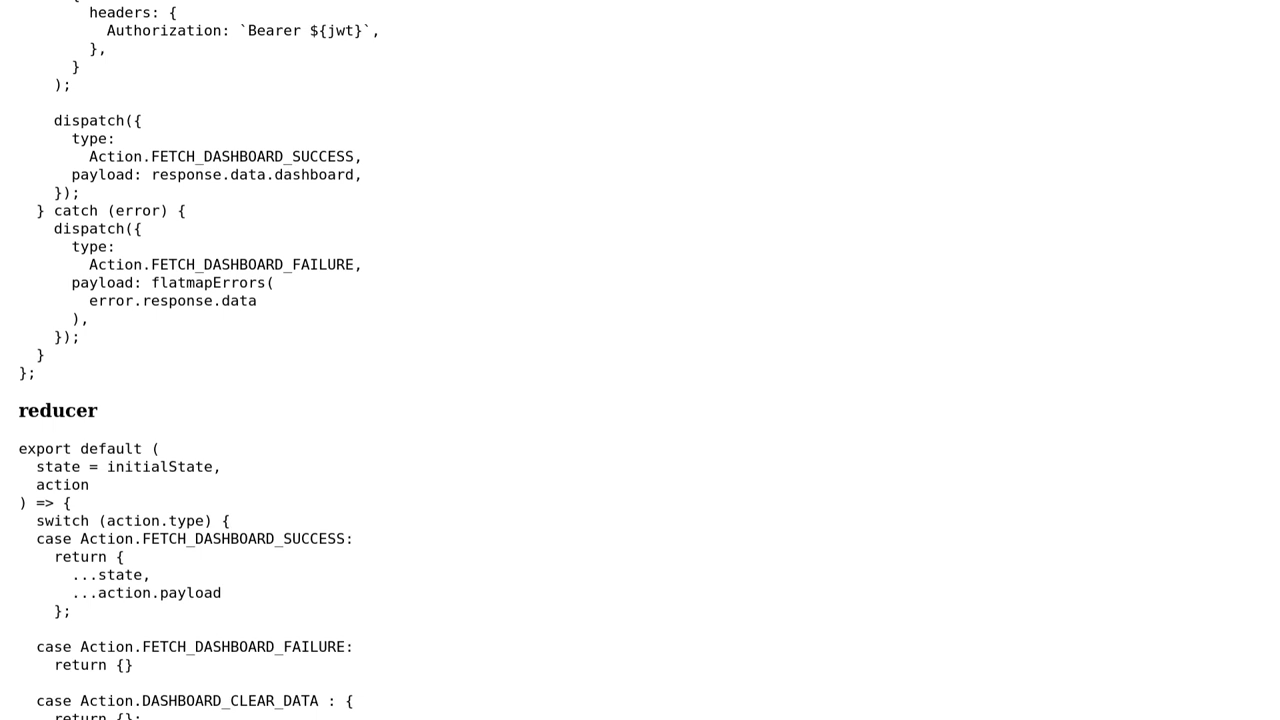 {
          headers: {
            Authorization: `Bearer ${jwt}`,
          },
        }
      );

      dispatch({
        type:
          Action.FETCH_DASHBOARD_SUCCESS,
        payload: response.data.dashboard,
      });
    } catch (error) {
      dispatch({
        type:
          Action.FETCH_DASHBOARD_FAILURE,
        payload: flatmapErrors(
          error.response.data
        ),
      });
    }
};
reducer
export default (
  state = initialState,
  action
) => {
  switch (action.type) {
  case Action.FETCH_DASHBOARD_SUCCESS:
    return {
      ...state,
      ...action.payload
    };

  case Action.FETCH_DASHBOARD_FAILURE:
    return {}

  case Action.DASHBOARD_CLEAR_DATA : {
    return {};